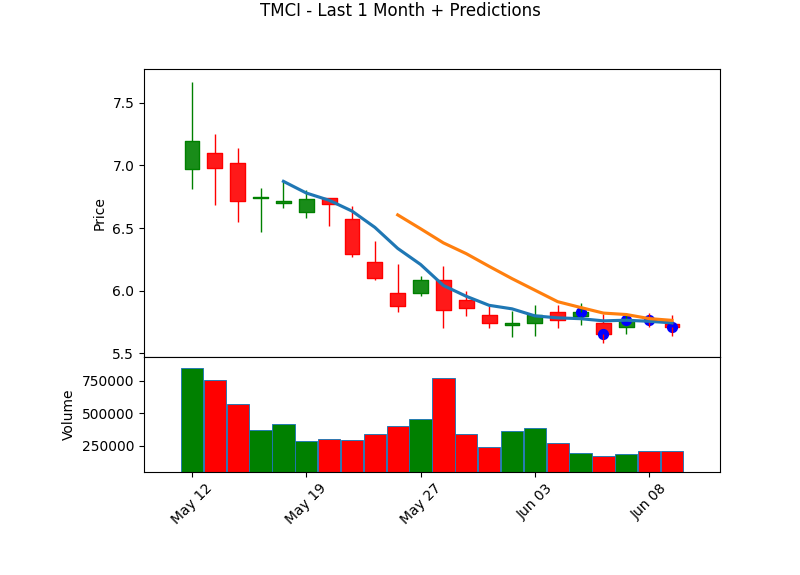 TMCI - Last 1 Month + Predictions
7.5
7.0
6.5
6.0
5.5
Price
750000
500000
250000
Volume
May 12
May 19
May 27
Jun 03
Jun 08